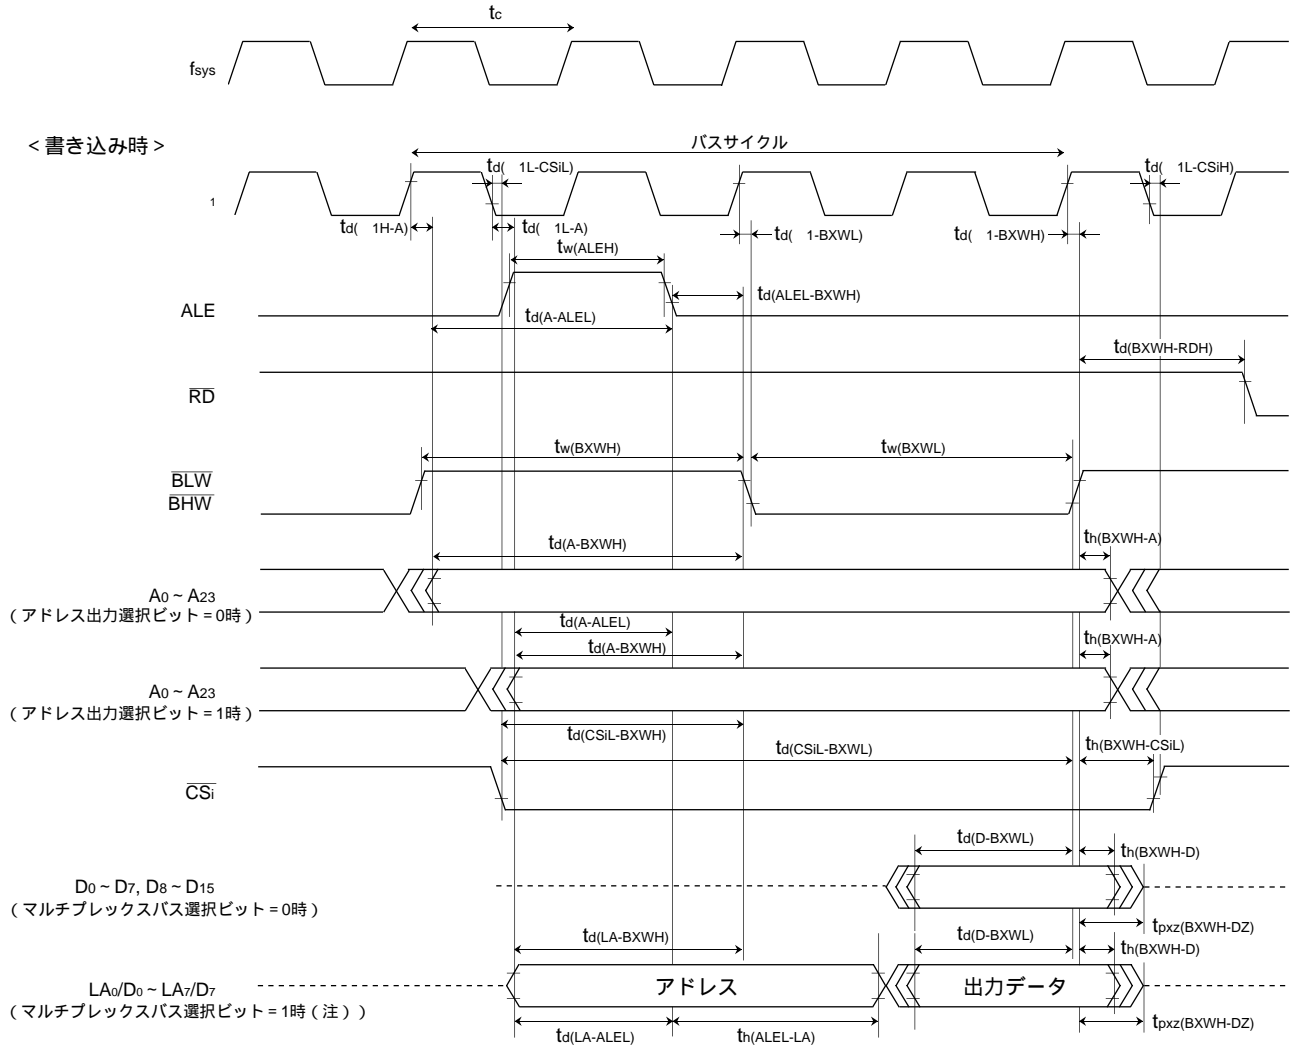 tc
fsys
<書き込み時>
バスサイクル
td( 1L-CSiL)
td( 1L-CSiH)
1
td( 1H-A)
td( 1L-A)
td( 1-BXWL)
td( 1-BXWH)
tw(ALEH)
td(ALEL-BXWH)
ALE
td(A-ALEL)
td(BXWH-RDH)
RD
tw(BXWH)
tw(BXWL)
BLW
BHW
td(A-BXWH)
th(BXWH-A)
A0 ~ A23
(アドレス出力選択ビット=0時)
td(A-ALEL)
td(A-BXWH)
th(BXWH-A)
A0 ~ A23
(アドレス出力選択ビット=1時)
td(CSiL-BXWH)
td(CSiL-BXWL)
th(BXWH-CSiL)
CSi
td(D-BXWL)
th(BXWH-D)
D0 ~ D7, D8 ~ D15
(マルチプレックスバス選択ビット=0時)
tpxz(BXWH-DZ)
td(LA-BXWH)
td(D-BXWL)
th(BXWH-D)
LA0/D0 ~ LA7/D7
アドレス
出力データ
(マルチプレックスバス選択ビット=1時(注))
td(LA-ALEL)
th(ALEL-LA)
tpxz(BXWH-DZ)